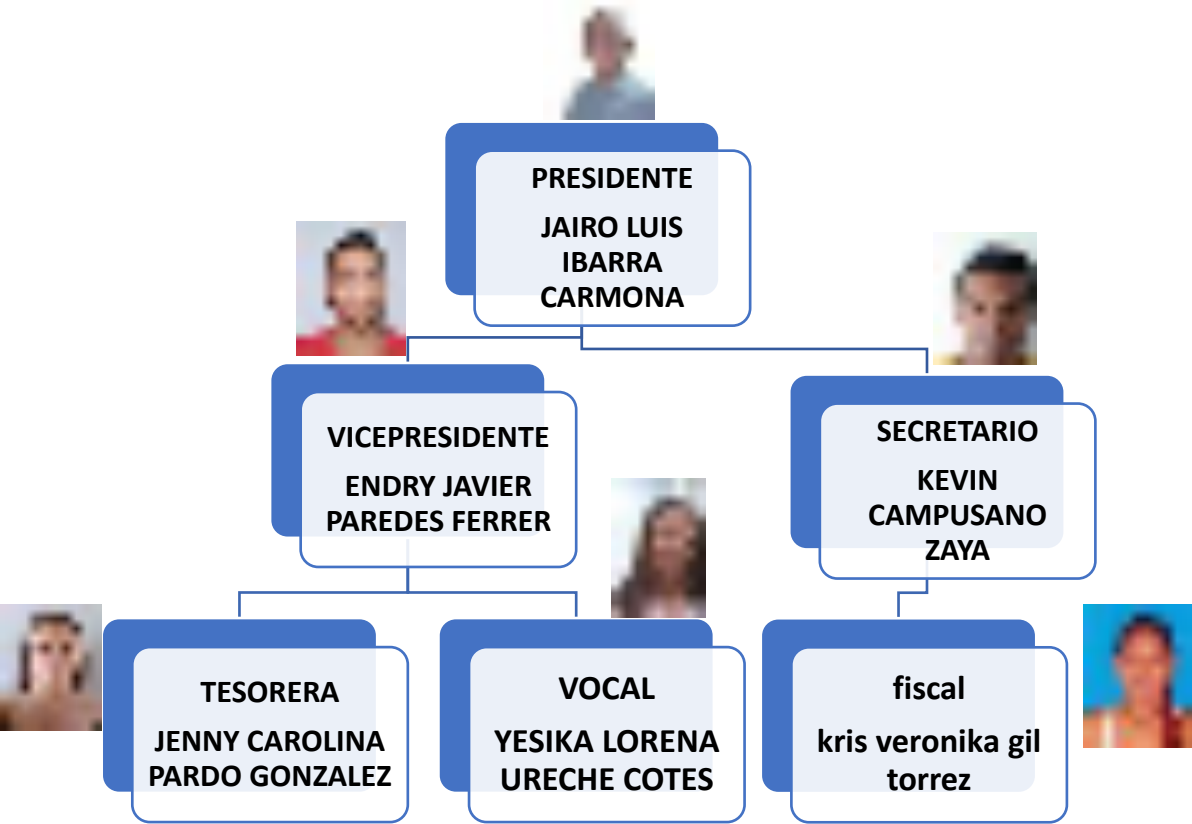 PRESIDENTE
JAIRO LUIS
IBARRA
CARMONA
VICEPRESIDENTE
ENDRY JAVIER
PAREDES FERRER
SECRETARIO
KEVIN
CAMPUSANO
ZAYA
TESORERA
JENNY CAROLINA
PARDO GONZALEZ
VOCAL
YESIKA LORENA
URECHE COTES
fiscal
kris veronika gil
torrez